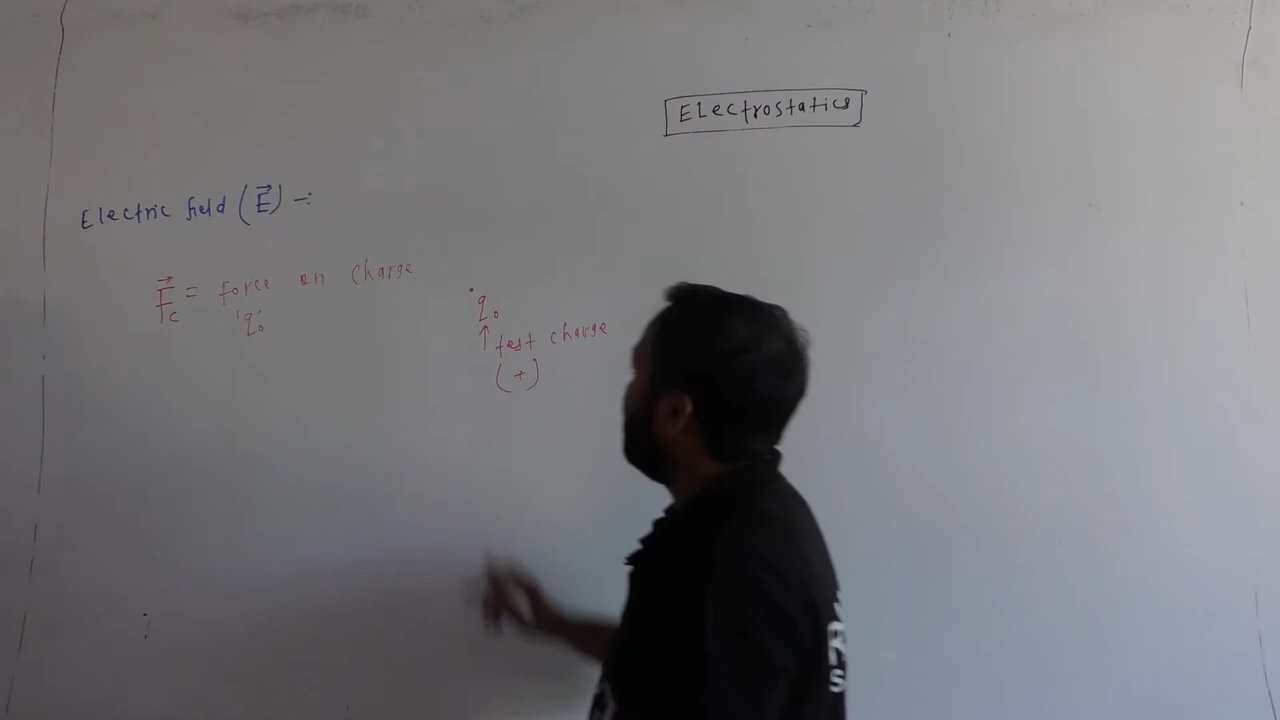 Electrostatics
Electric field (E⃗) -:
F⃗c = force on charge
'q₀'
q₀
↑ test charge
(+)